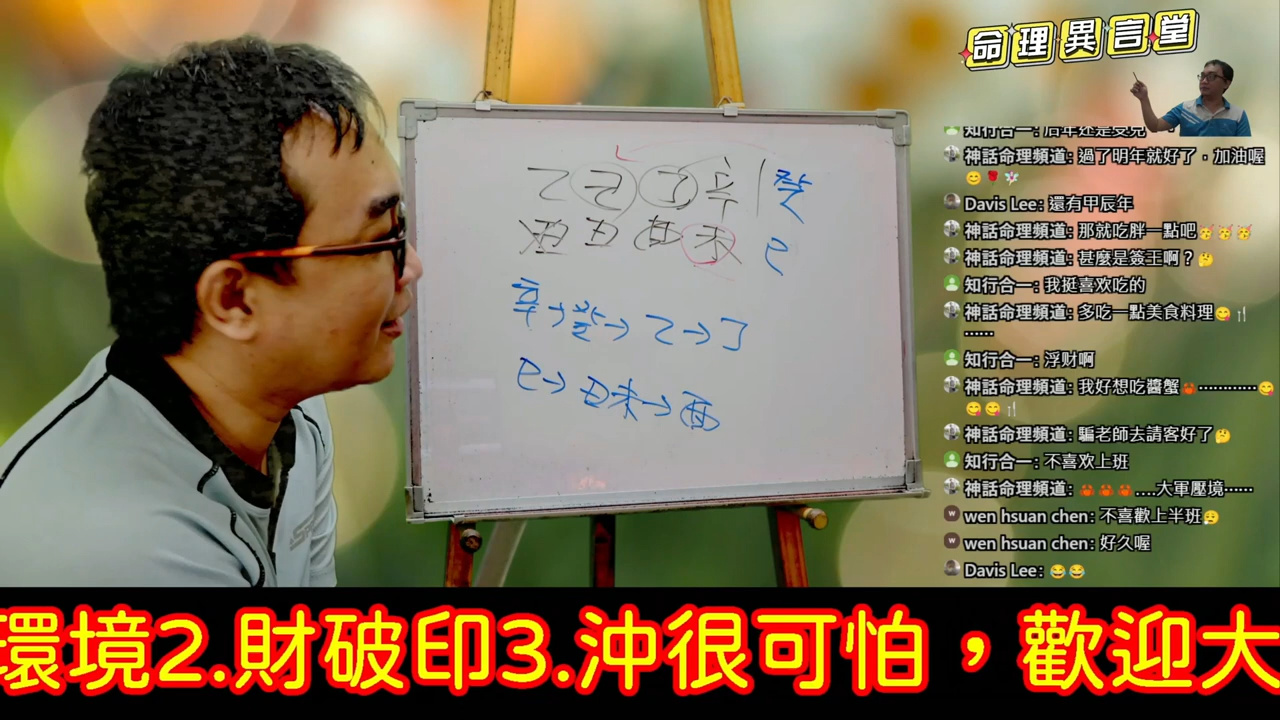 命理異言堂
知行合一: 后年还是受克
神話命理頻道: 過了明年就好了，加油喔
😊🌹🕊️
Davis Lee: 還有甲辰年
神話命理頻道: 那就吃胖一點吧🥳🥳🥳
神話命理頻道: 甚麼是簽王啊？🤔
知行合一: 我挺喜欢吃的
神話命理頻道: 多吃一點美食料理😋🍴
……
知行合一: 浮财啊
神話命理頻道: 我好想吃醬蟹🦀…………😋
😋😋🍴
神話命理頻道: 騙老師去請客好了🤔
知行合一: 不喜欢上班
神話命理頻道: 🦀🦀🦀....大軍壓境……
wen hsuan chen: 不喜歡上半班😥
wen hsuan chen: 好久喔
Davis Lee: 😂😂
乙己丁辛 癸
丑酉未 巳
辛→癸→乙→丁
巳→丑未→酉
環境2.財破印3.沖很可怕，歡迎大